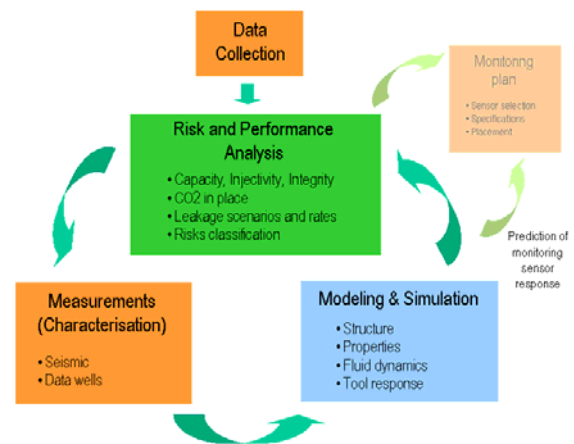 Data
Collection
Monitoring
plan
• Sensor selection
• Specifications
• Placement
Risk and Performance
Analysis
• Capacity, Injectivity, Integrity
• CO2 in place
• Leakage scenarios and rates
• Risks classification
Prediction of
monitoring
sensor
response
Measurements
(Characterisation)
• Seismic
• Data wells
Modeling & Simulation
• Structure
• Properties
• Fluid dynamics
• Tool response